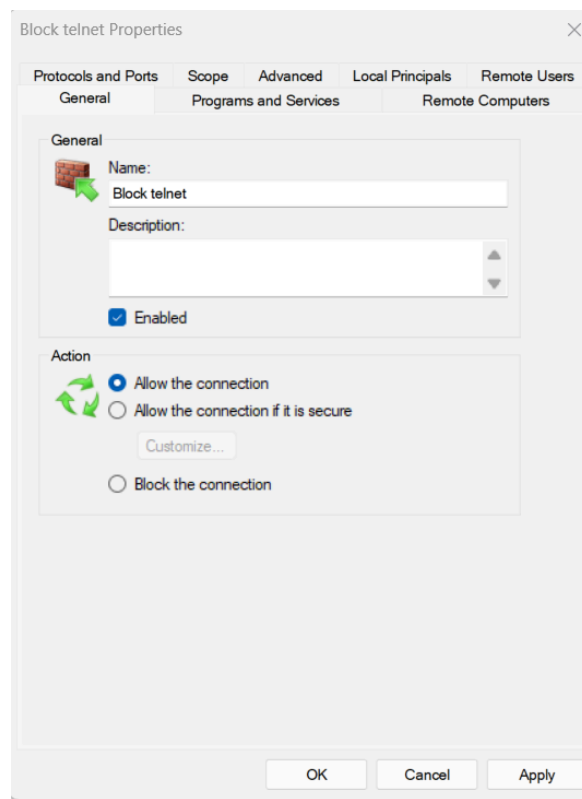 Block telnet Properties
Protocols and Ports Scope Advanced Local Principals Remote Users
General Programs and Services Remote Computers
General
Name:
Block telnet
Description:
Enabled
Action
Allow the connection
Allow the connection if it is secure
Customize...
Block the connection
OK Cancel Apply